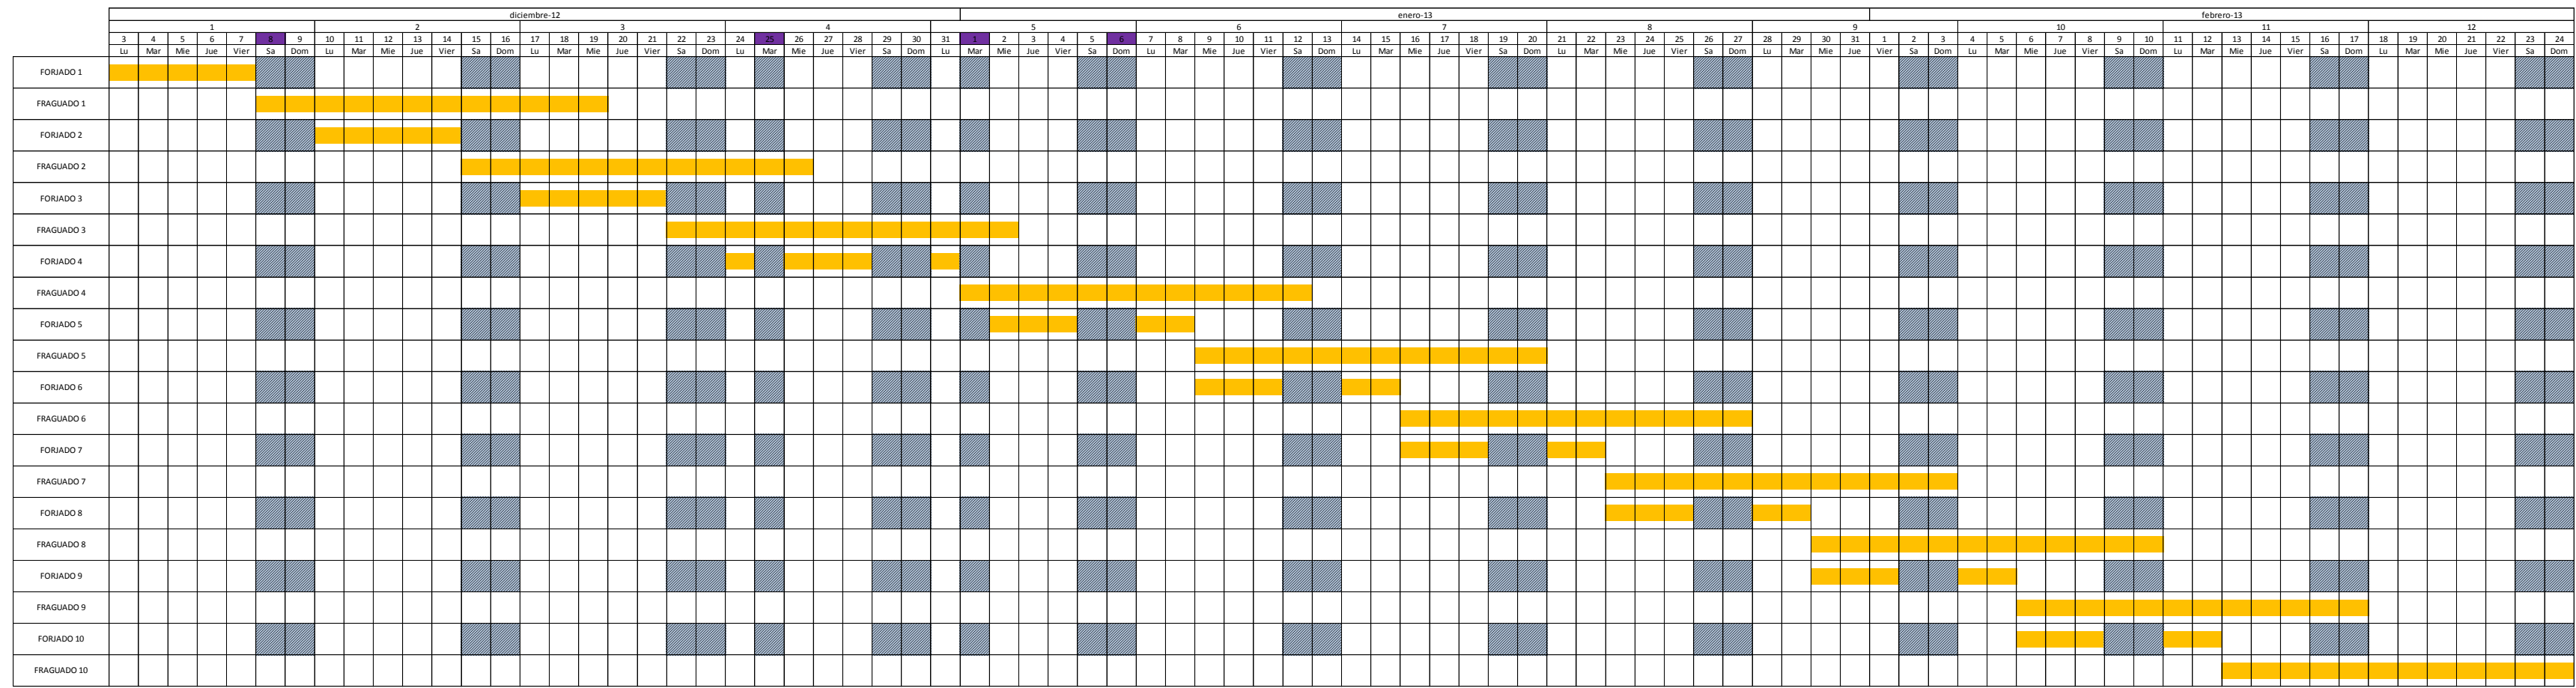 diciembre-12 enero-13 febrero-13
1 2 3 4 5 6 7 8 9 10 11 12
3 4 5 6 7 8 9 10 11 12 13 14 15 16 17 18 19 20 21 22 23 24 25 26 27 28 29 30 31 1 2 3 4 5 6 7 8 9 10 11 12 13 14 15 16 17 18 19 20 21 22 23 24 25 26 27 28 29 30 31 1 2 3 4 5 6 7 8 9 10 11 12 13 14 15 16 17 18 19 20 21 22 23 24
Lu Mar Mie Jue Vier Sa Dom Lu Mar Mie Jue Vier Sa Dom Lu Mar Mie Jue Vier Sa Dom Lu Mar Mie Jue Vier Sa Dom Lu Mar Mie Jue Vier Sa Dom Lu Mar Mie Jue Vier Sa Dom Lu Mar Mie Jue Vier Sa Dom Lu Mar Mie Jue Vier Sa Dom Lu Mar Mie Jue Vier Sa Dom Lu Mar Mie Jue Vier Sa Dom Lu Mar Mie Jue Vier Sa Dom Lu Mar Mie Jue Vier Sa Dom
FORJADO 1
FRAGUADO 1
FORJADO 2
FRAGUADO 2
FORJADO 3
FRAGUADO 3
FORJADO 4
FRAGUADO 4
FORJADO 5
FRAGUADO 5
FORJADO 6
FRAGUADO 6
FORJADO 7
FRAGUADO 7
FORJADO 8
FRAGUADO 8
FORJADO 9
FRAGUADO 9
FORJADO 10
FRAGUADO 10